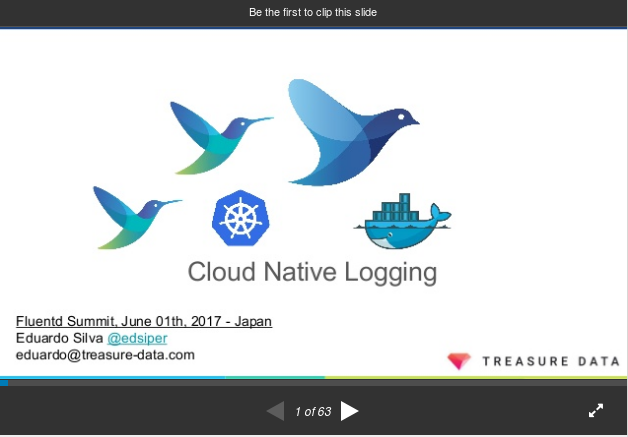 Be the first to clip this slide
Cloud Native Logging
Fluentd Summit, June 01th, 2017 - Japan
Eduardo Silva @edsiper
eduardo@treasure-data.com
TREASURE DATA
1 of 63